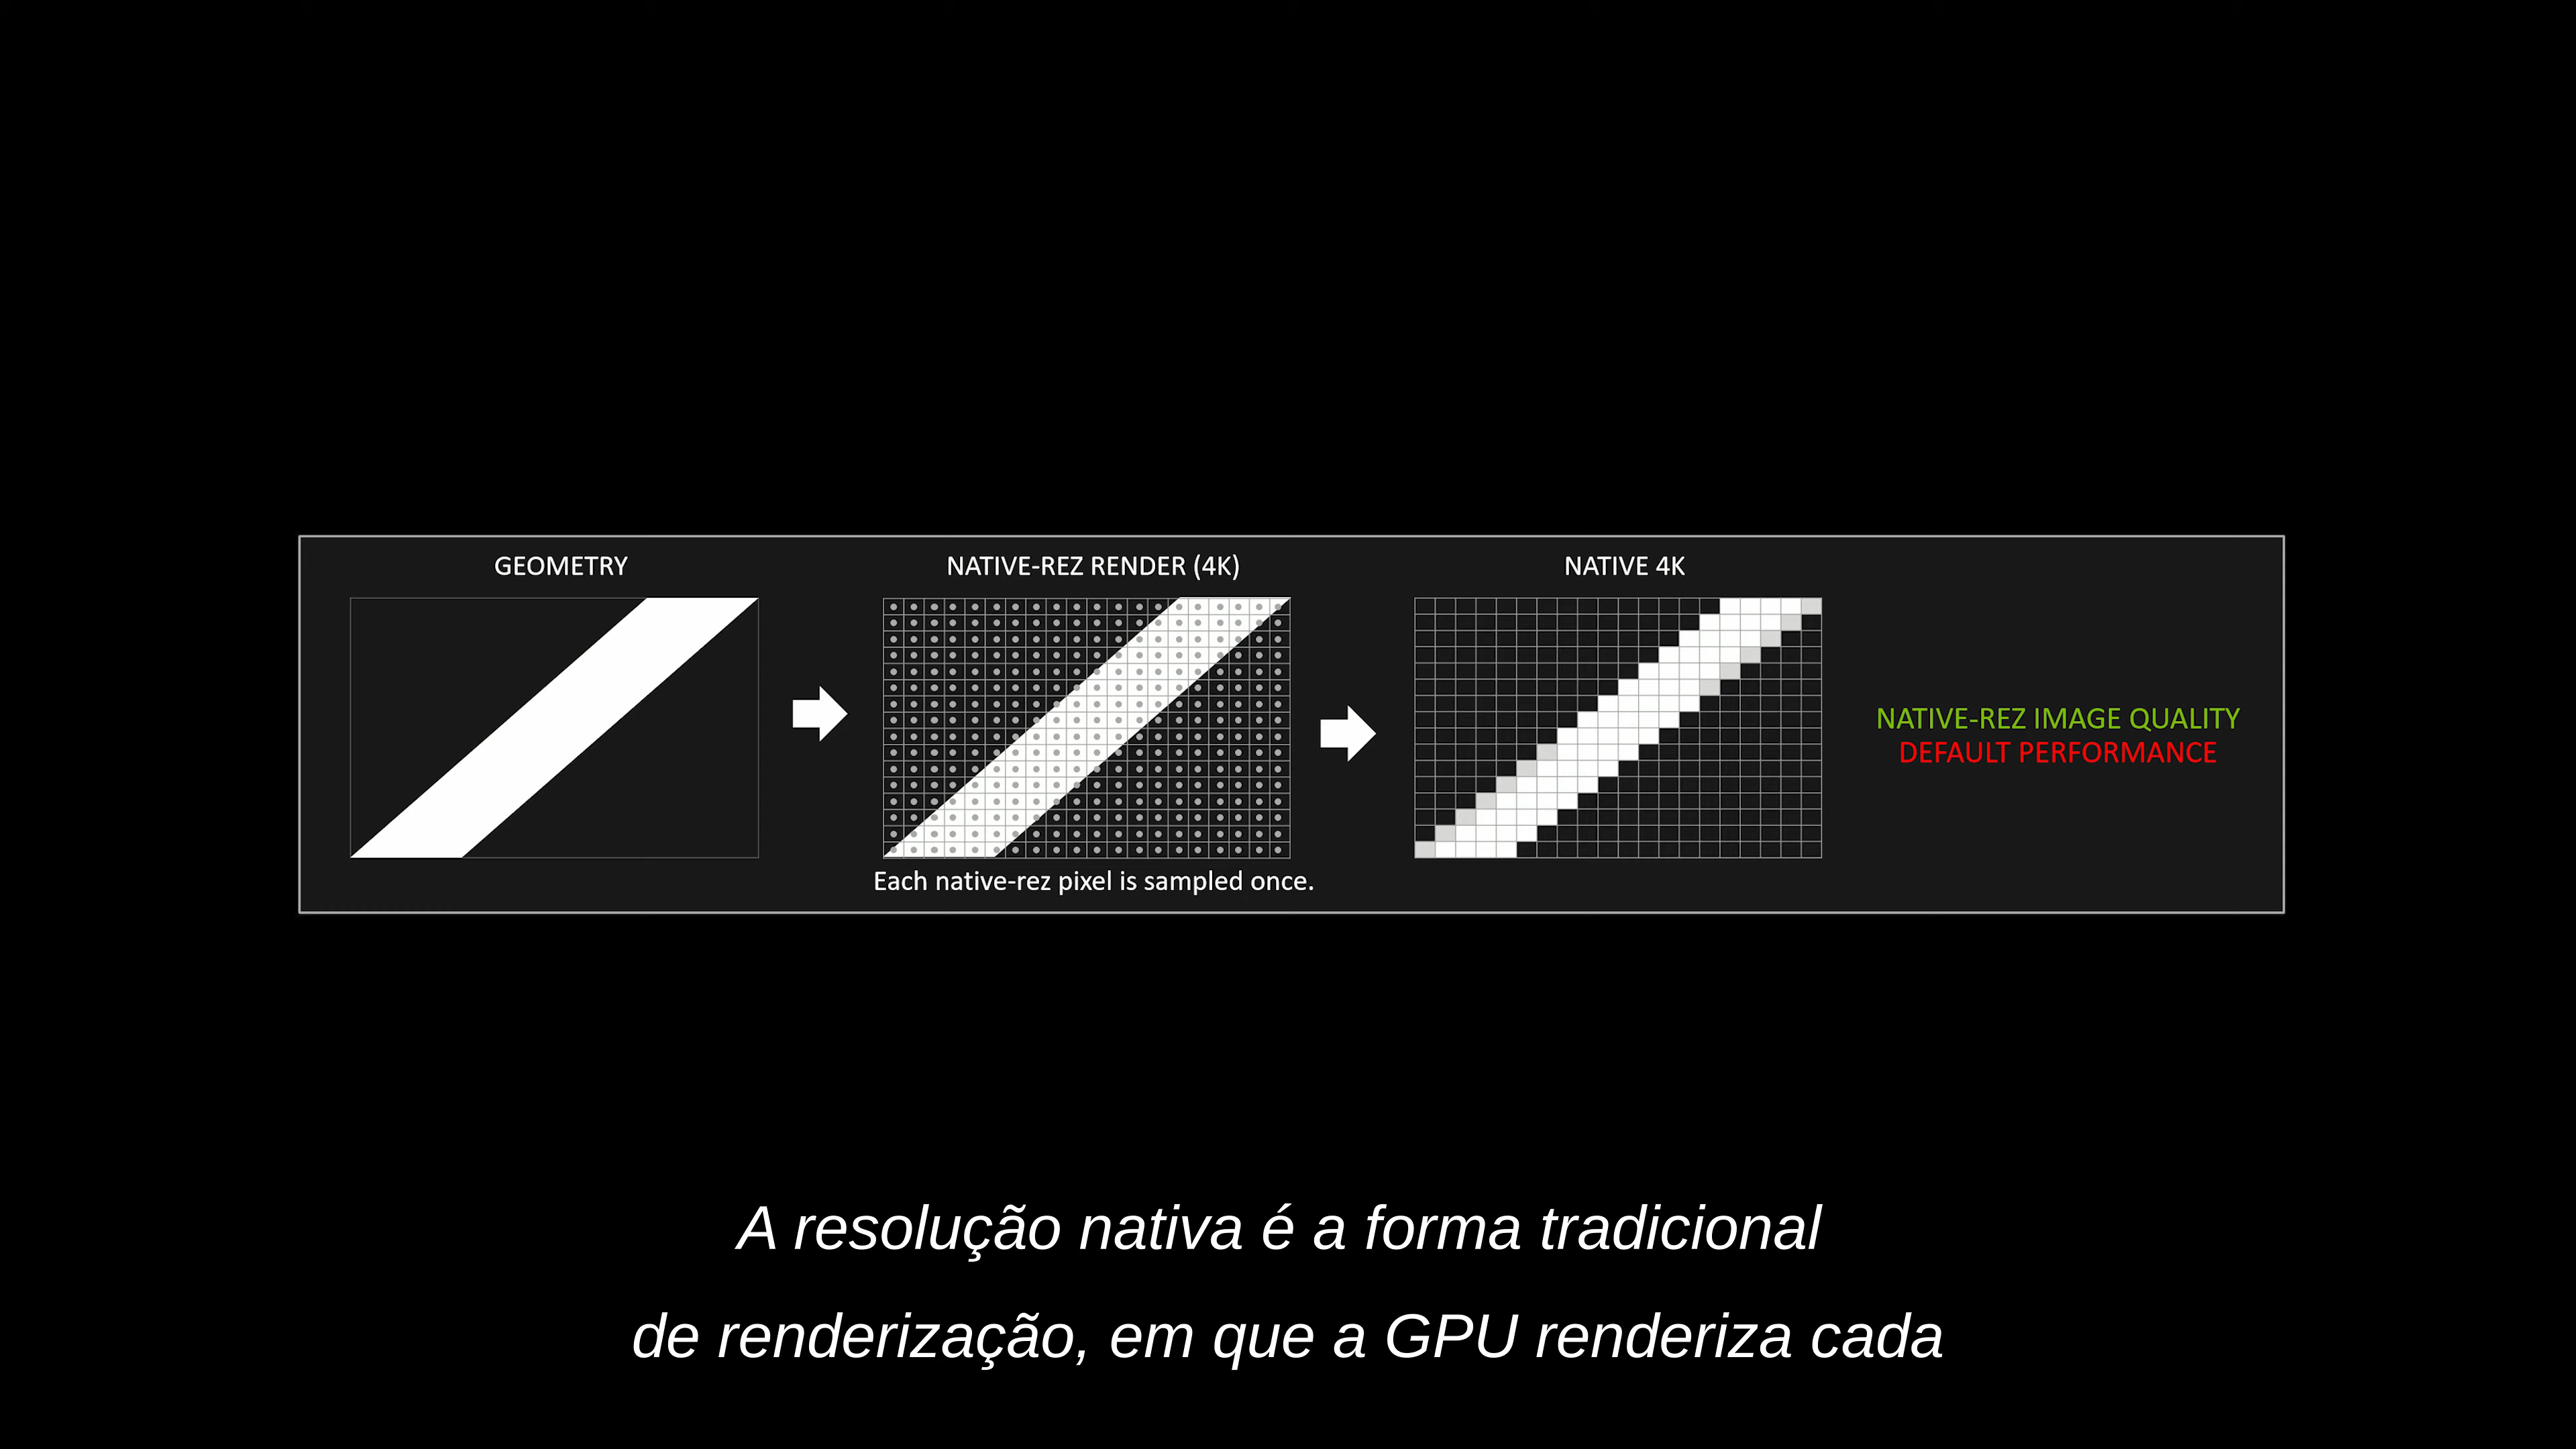 GEOMETRY
NATIVE-REZ RENDER (4K)
NATIVE 4K
NATIVE-REZ IMAGE QUALITY
DEFAULT PERFORMANCE
Each native-rez pixel is sampled once.
A resolução nativa é a forma tradicional
de renderização, em que a GPU renderiza cada